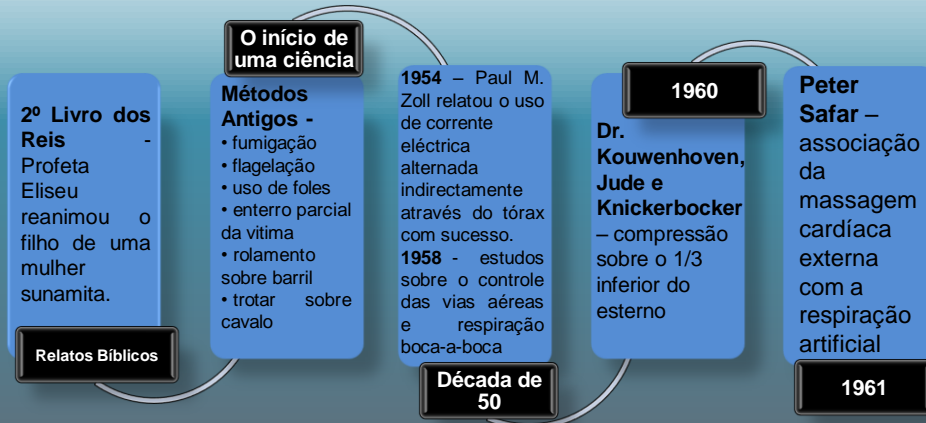 2º Livro dos
Reis -
Profeta
Eliseu
reanimou o
filho de uma
mulher
sunamita.
Relatos Bíblicos
O início de
uma ciência
Métodos
Antigos -
• fumigação
• flagelação
• uso de foles
• enterro parcial
da vitima
• rolamento
sobre barril
• trotar sobre
cavalo
1954 – Paul M.
Zoll relatou o uso
de corrente
eléctrica
alternada
indirectamente
através do tórax
com sucesso.
1958 - estudos
sobre o controle
das vias aéreas
e respiração
boca-a-boca
Década de
50
1960
Dr.
Kouwenhoven,
Jude e
Knickerbocker
– compressão
sobre o 1/3
inferior do
esterno
Peter
Safar –
associação
da
massagem
cardíaca
externa
com a
respiração
artificial
1961